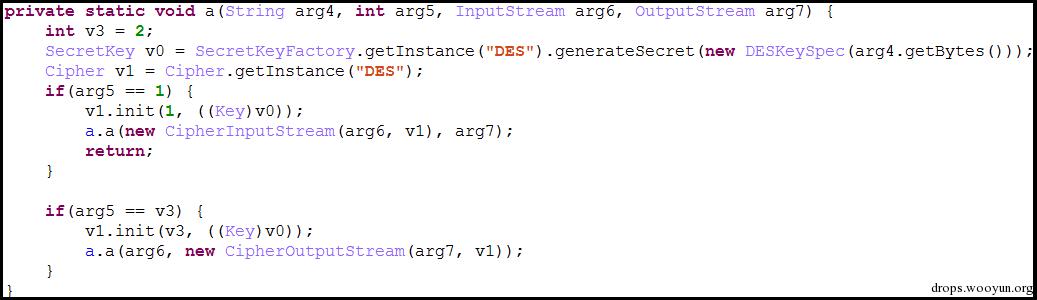 private static void a(String arg4, int arg5, InputStream arg6, OutputStream arg7) {
    int v3 = 2;
    SecretKey v0 = SecretKeyFactory.getInstance("DES").generateSecret(new DESKeySpec(arg4.getBytes()));
    Cipher v1 = Cipher.getInstance("DES");
    if(arg5 == 1) {
        v1.init(1, ((Key)v0));
        a.a(new CipherInputStream(arg6, v1), arg7);
        return;
    }

    if(arg5 == v3) {
        v1.init(v3, ((Key)v0));
        a.a(arg6, new CipherOutputStream(arg7, v1));
    }
}
drops.wooyun.org